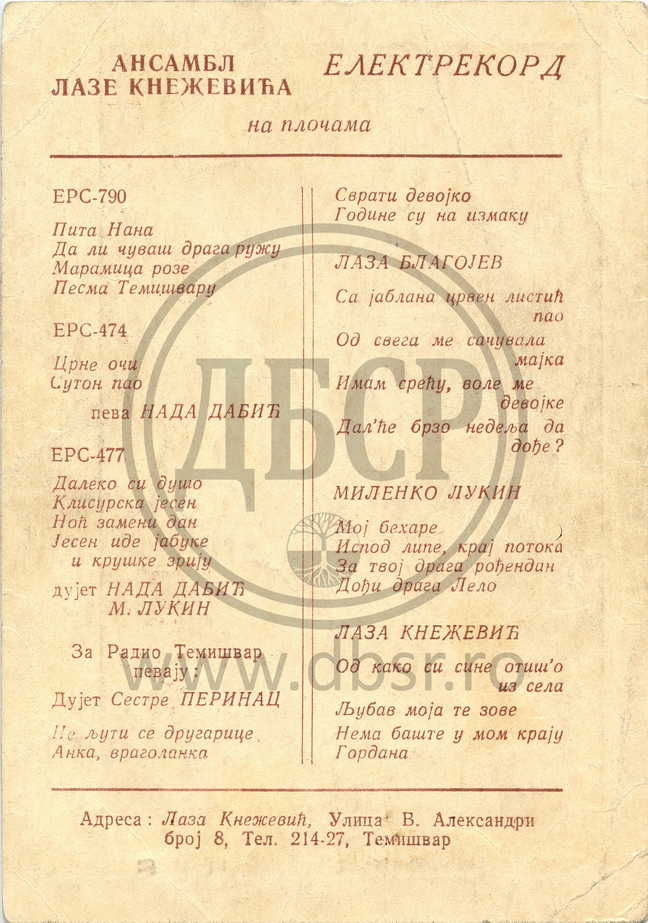 АНСАМБЛ
ЛАЗЕ КНЕЖЕВИЋА
ЕЛЕКТРЕКОРД
на плочама
ЕРС-790
Пита Нана
Да ли чуваш драга ружу
Марамица розе
Песма Темишвару
ЕРС-474
Црне очи
Сутон пао
пева НАДА ДАБИЋ
ЕРС-477
Далеко си душо
Клисурска јесен
Ноћ замени дан
Јесен иде јабуке
и крушке зрију
дујет НАДА ДАБИЋ
М. ЛУКИН
За Радио Темишвар
певају:
Дујет Сестре ПЕРИНАЦ
Не љути се другарице
Анка, враголанка
Сврати девојко
Године су на измаку
ЛАЗА БЛАГОЈЕВ
Са јаблана црвен листић
пао
Од свега ме сачувала
мајка
Имам срећу, воле ме
девојке
Дал'ће брзо недеља да
дође?
МИЛЕНКО ЛУКИН
Мој бехаре
Испод липе, крај потока
За твој драга рођендан
Дођи драга Лело
ЛАЗА КНЕЖЕВИЋ
Од како си сине отиш'о
из села
Љубав моја те зове
Нема баште у мом крају
Гордана
Адреса: Лаза Кнежевић, Улица В. Александри
број 8, Тел. 214-27, Темишвар
ДБСР
www.dbsr.ro